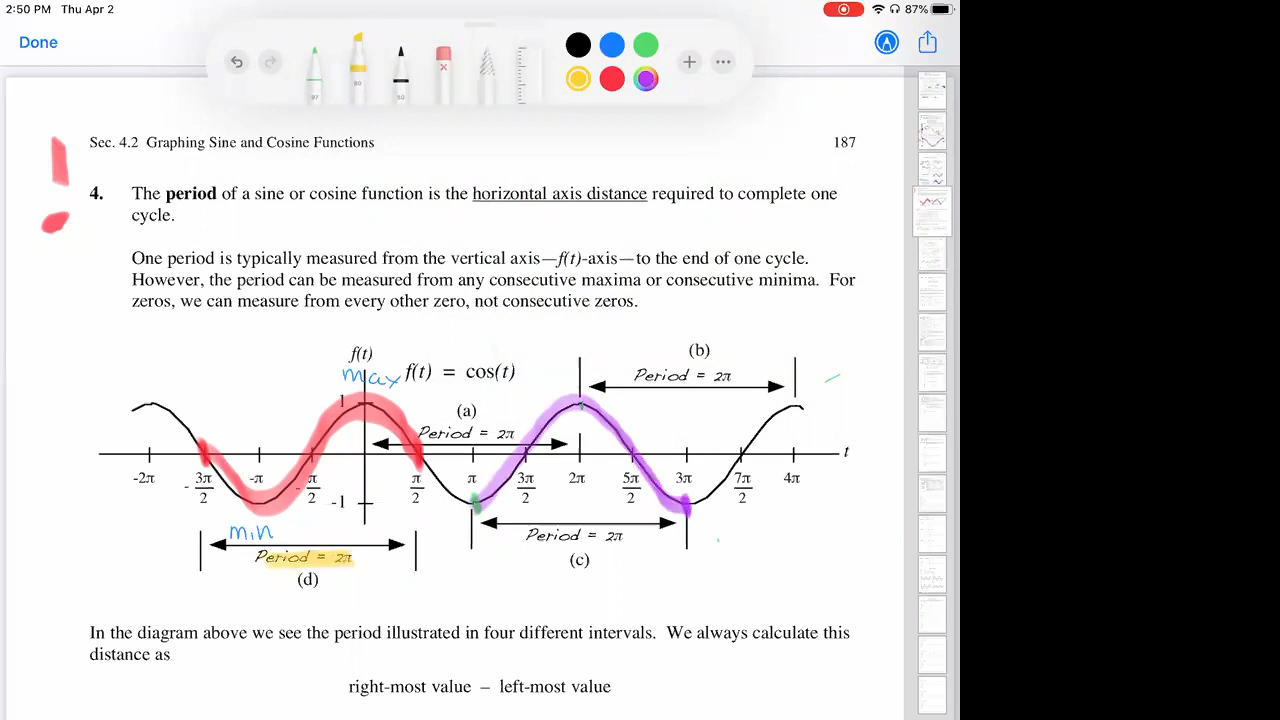 2:50 PM Thu Apr 2
87%
Done
97
80
50
Sec. 4.2 Graphing Sine and Cosine Functions 187
4. The period of a sine or cosine function is the horizontal axis distance required to complete one
cycle.
One period is typically measured from the vertical axis—f(t)-axis—to the end of one cycle.
However, the period can be measured from any consecutive maxima or consecutive minima. For
zeros, we can measure from every other zero, not consecutive zeros.
f(t)
(b)
max f(t) = cos(t)
Period = 2π
1
(a)
Period = 2π
t
-2π - 3π/2 -π - π/2 π/2 π 3π/2 2π 5π/2 3π 7π/2 4π
-1
min
Period = 2π
Period = 2π
(c)
(d)
In the diagram above we see the period illustrated in four different intervals. We always calculate this
distance as
right-most value – left-most value